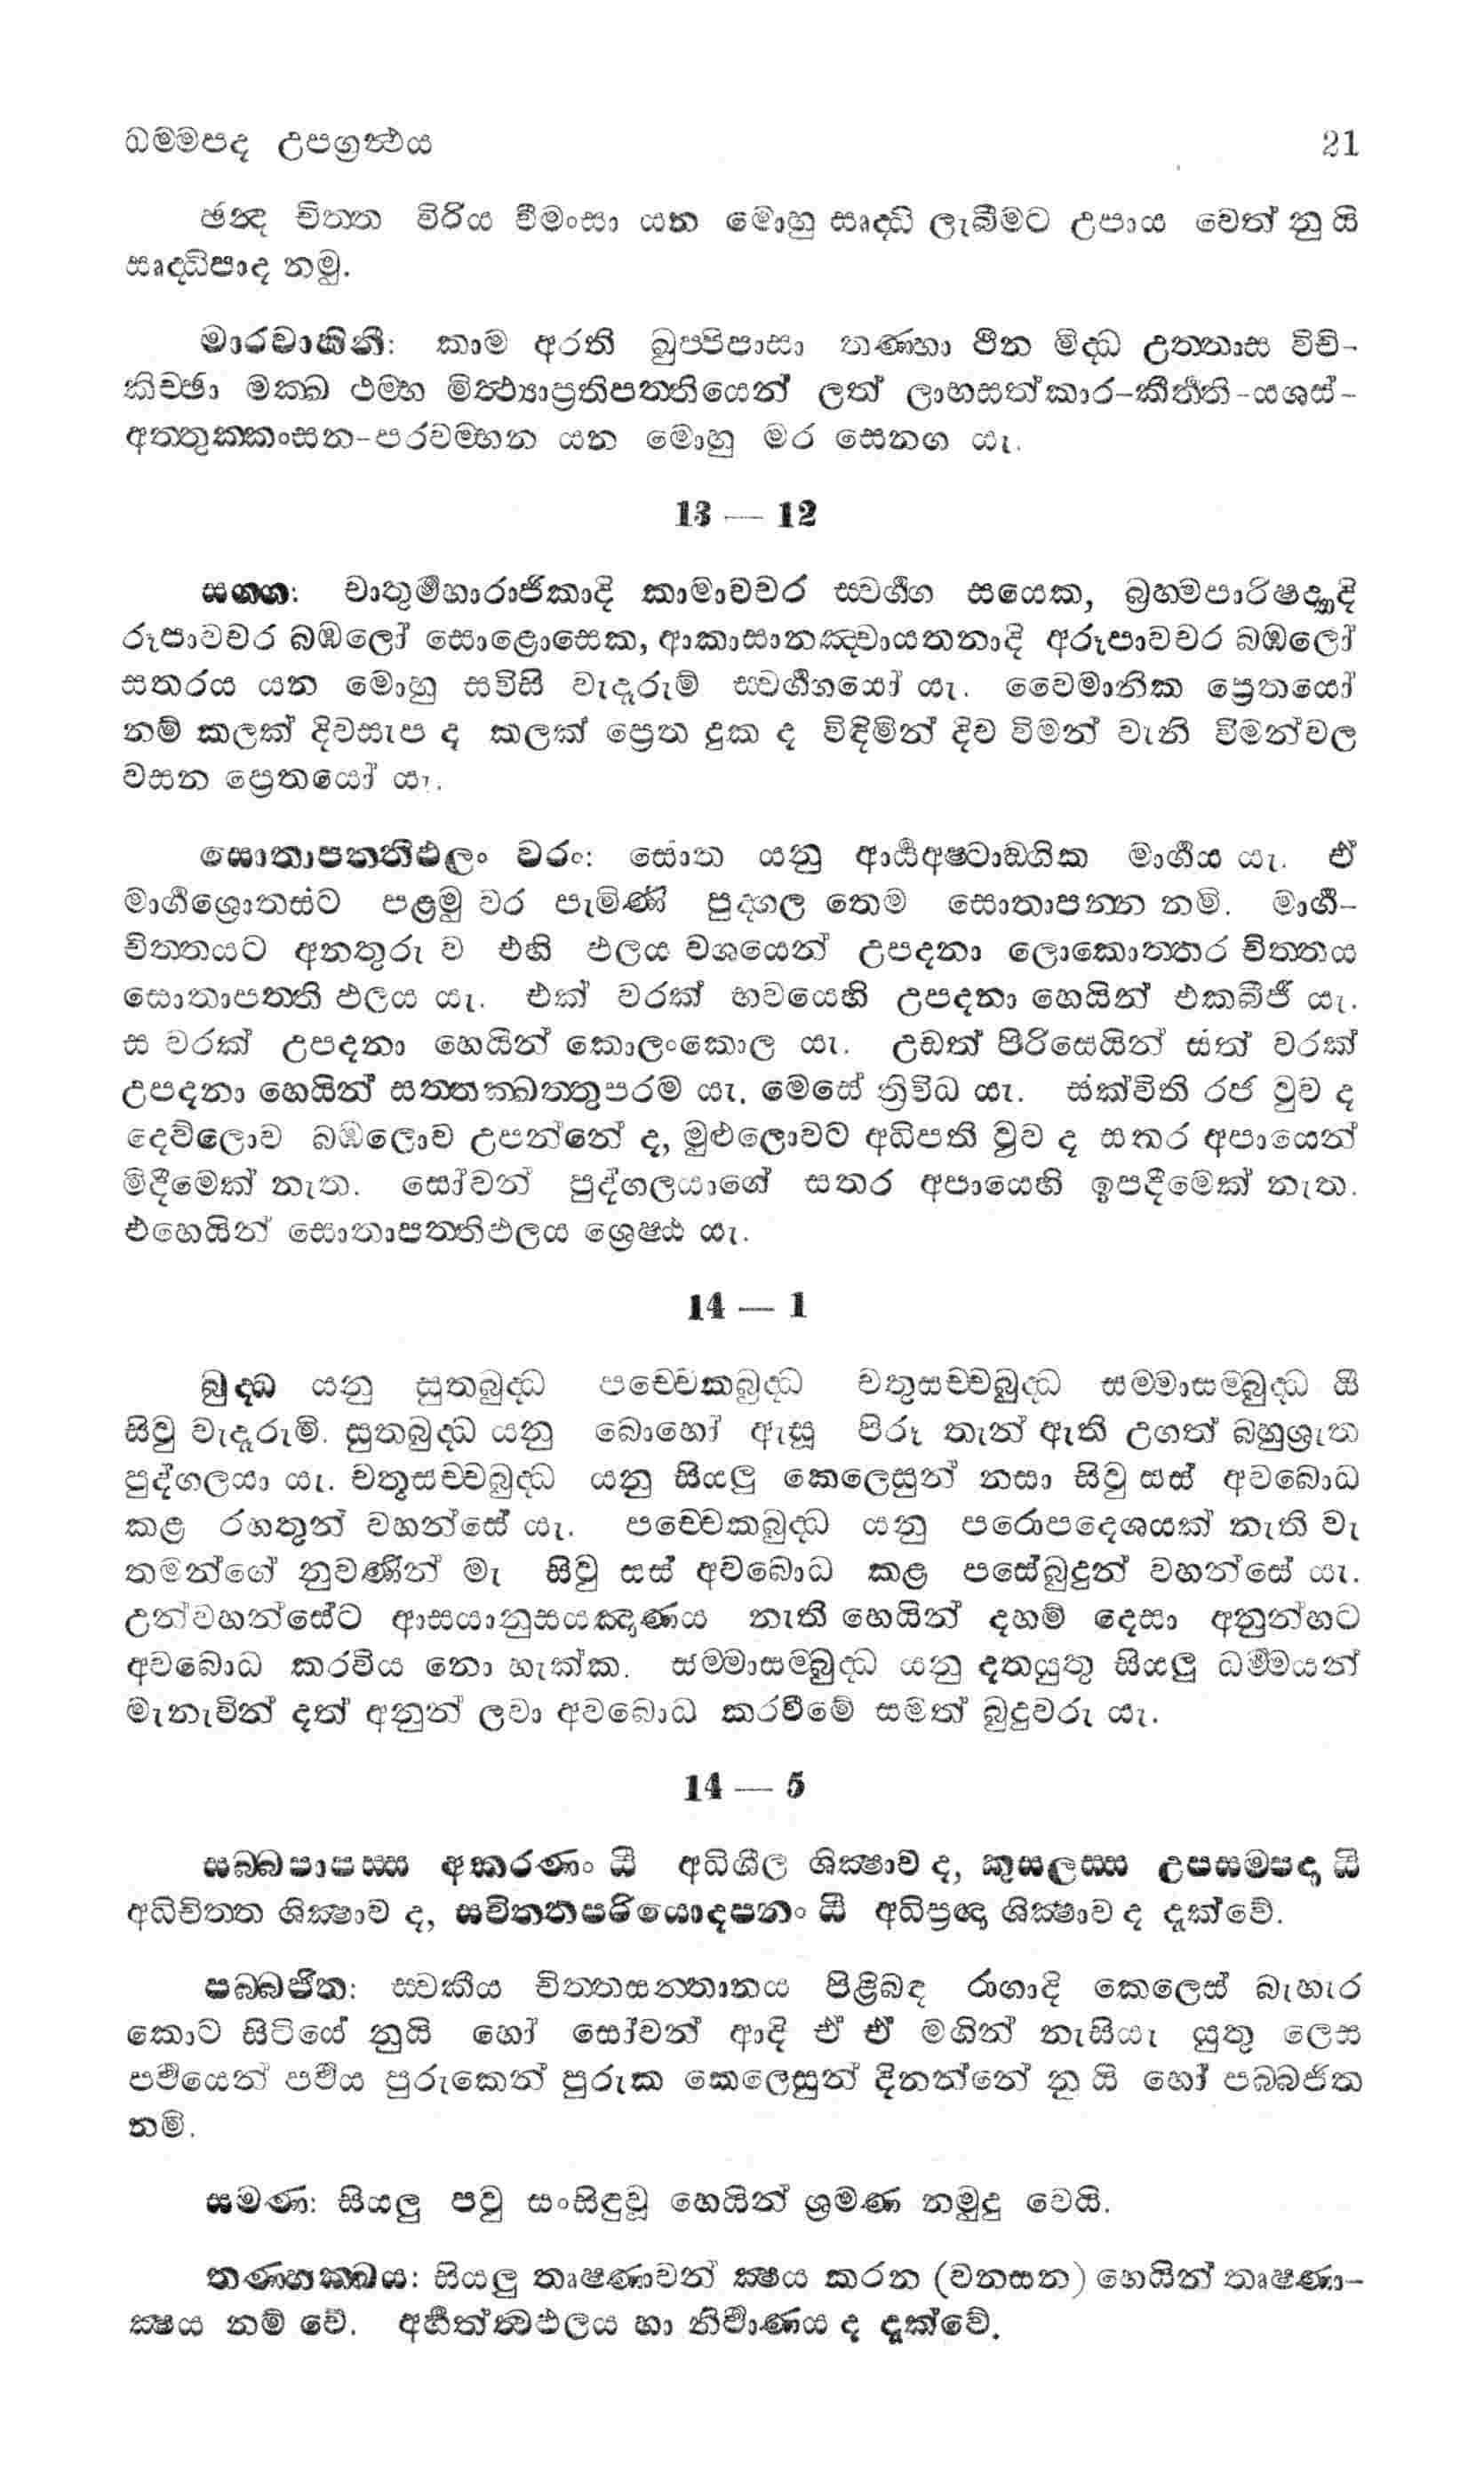 ධම්මපද උපග්‍රන්‍ථය 21
ඡන්‍ද චිත්ත විරිය වීමංසා යන මොහු සෘද්ධි ලැබීමට උපාය වෙත් නු යි
සෘද්ධිපාද නමු.
මාරවාහිනී: කාම අරති ඛුප්පිපාසා තණ්හා ථීන මිද්ධ උත්ත්‍රාස විචි-
කිච්ඡා මක්ඛ ථම්භ මිත්‍ථ්‍යාප්‍රතිපත්තියෙන් ලත් ලාභසත්කාර-කීර්‍ත්ති-යශස්-
අත්තුක්කංසන-පරවම්භන යන මොහු මර සෙනඟ යැ.
13 — 12
සග්ග: චාතුර්‍මහාරාජිකාදි කාමාවචර ස්වර්‍ග්ග සයෙක, බ්‍රහ්මපාරිෂද්‍යාදි
රූපාවචර බඹලෝ සොළොසෙක, ආකාසානඤ්චායතනාදි අරූපාවචර බඹලෝ
සතරය යන මොහු සවිසි වැදෑරුම් ස්වර්‍ග්ගයෝ යැ. වෛමානික ප්‍රෙතයෝ
නම් කලක් දිවසැප ද කලක් ප්‍රෙත දුක ද විඳිමින් දිව විමන් වැනි විමන්වල
වසන ප්‍රෙතයෝ යැ.
සොතාපත්තිඵලං වරං: සොත යනු ආර්‍ය්‍යඅෂ්ටාඞ්ගික මාර්‍ගය යැ. ඒ
මාර්‍ගශ්‍රොතස්ට පළමු වර පැමිණි පුද්ගල තෙම සොතාපන්න නමි. මාර්‍ග-
චිත්තයට අනතුරු ව එහි ඵලය වශයෙන් උපදනා ලොකොත්තර චිත්තය
සොතාපත්ති ඵලය යැ. එක් වරක් භවයෙහි උපදනා හෙයින් එකබීජී යැ.
ස වරක් උපදනා හෙයින් කොලංකොල යැ. උඩත් පිරිසෙයින් සත් වරක්
උපදනා හෙයින් සත්තක්ඛත්තුපරම යැ. මෙසේ ත්‍රිවිධ යැ. සක්විති රජ වුව ද
දෙව්ලොව බඹලොව උපන්නේ ද, මුළුලොවට අධිපති වුව ද සතර අපායෙන්
මිදීමෙක් නැත. සෝවන් පුද්ගලයාගේ සතර අපායෙහි ඉපදීමෙක් නැත.
එහෙයින් සොතාපත්තිඵලය ශ්‍රෙෂ්ඨ යැ.
14 — 1
බුද්ධ යනු සුතබුද්ධ පච්චෙකබුද්ධ චතුසච්චබුද්ධ සම්මාසම්බුද්ධ යි
සිවු වැදෑරුමි. සුතබුද්ධ යනු බොහෝ ඇසූ පිරූ තැන් ඇති උගත් බහුශ්‍රැත
පුද්ගලයා යැ. චතුසච්චබුද්ධ යනු සියලු කෙලෙසුන් නසා සිවු සස් අවබොධ
කළ රහතුන් වහන්සේ යැ. පච්චෙකබුද්ධ යනු පරොපදෙශයක් නැති වැ
තමන්ගේ නුවණින් මැ සිවු සස් අවබොධ කළ පසේබුදුන් වහන්සේ යැ.
උන්වහන්සේට ආසයානුසයඤාණය නැති හෙයින් දහම් දෙසා අනුන්හට
අවබොධ කරවිය නො හැක්ක. සම්මාසම්බුද්ධ යනු දතයුතු සියලු ධර්‍මයන්
මැනැවින් දත් අනුන් ලවා අවබොධ කරවීමේ සමත් බුදුවරු යැ.
14 — 5
සබ්බපාපස්ස අකරණං යි අධිශීල ශික්‍ෂාව ද, කුසලස්ස උපසම්පදා යි
අධිචිත්ත ශික්‍ෂාව ද, සචිත්තපරියොදපනං යි අධිප්‍රඥා ශික්‍ෂාව ද දැක්වේ.
පබ්බජිත: ස්වකීය චිත්තසන්තානය පිළිබඳ රාගාදි කෙලෙස් බැහැර
කොට සිටියේ නුයි හෝ සෝවන් ආදි ඒ ඒ මගින් නැසියැ යුතු ලෙස
පර්‍වයෙන් පර්‍වය පුරුකෙන් පුරුක කෙලෙසුන් දිනන්නේ නු යි හෝ පබ්බජිත
නමි.
සමණ: සියලු පවු සංසිඳුවූ හෙයින් ශ්‍රමණ නමුදු වෙයි.
තණ්හක්ඛය: සියලු තෘෂ්ණාවන් ක්‍ෂය කරන (වනසන) හෙයින් තෘෂ්ණා-
ක්‍ෂය නම් වේ. අර්‍හත්ත්‍වඵලය හා නිර්‍වාණය ද දැක්වේ.